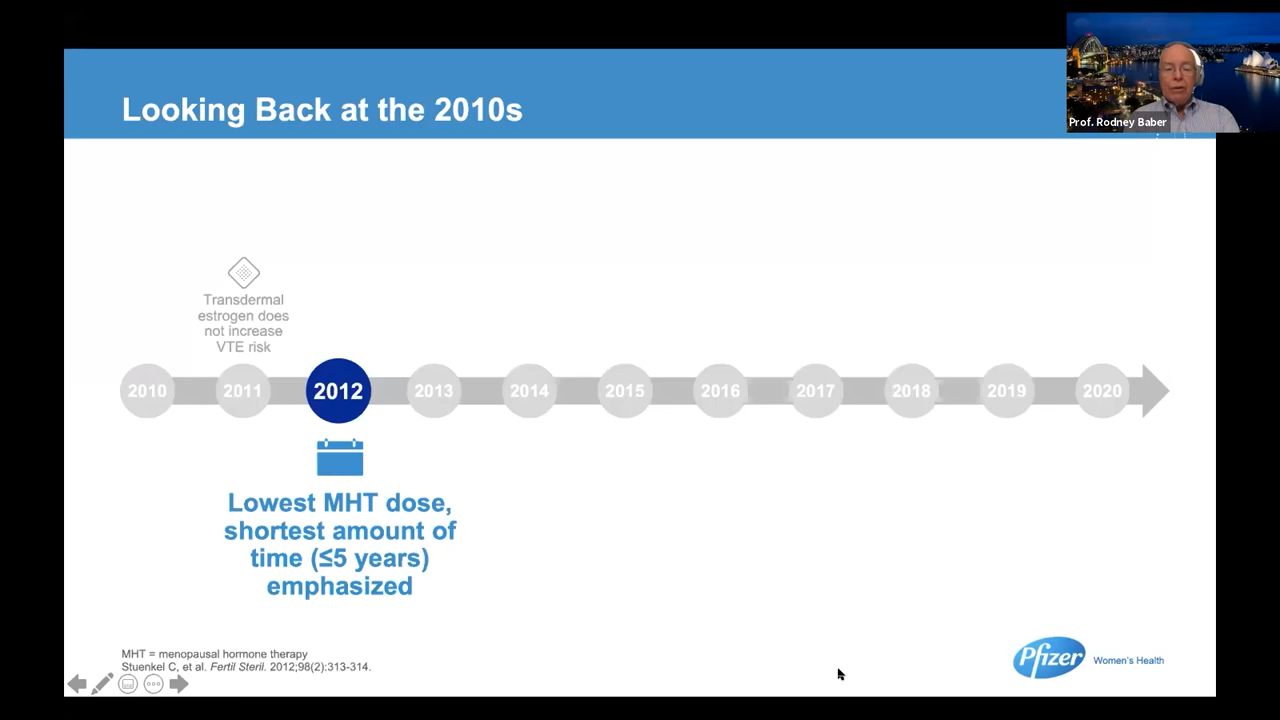 Looking Back at the 2010s
Prof. Rodney Baber
Transdermal
estrogen does
not increase
VTE risk
2010 2011 2012 2013 2014 2015 2016 2017 2018 2019 2020
Lowest MHT dose,
shortest amount of
time (≤5 years)
emphasized
MHT = menopausal hormone therapy
Stuenkel C, et al. Fertil Steril. 2012;98(2):313-314.
Pfizer Women's Health